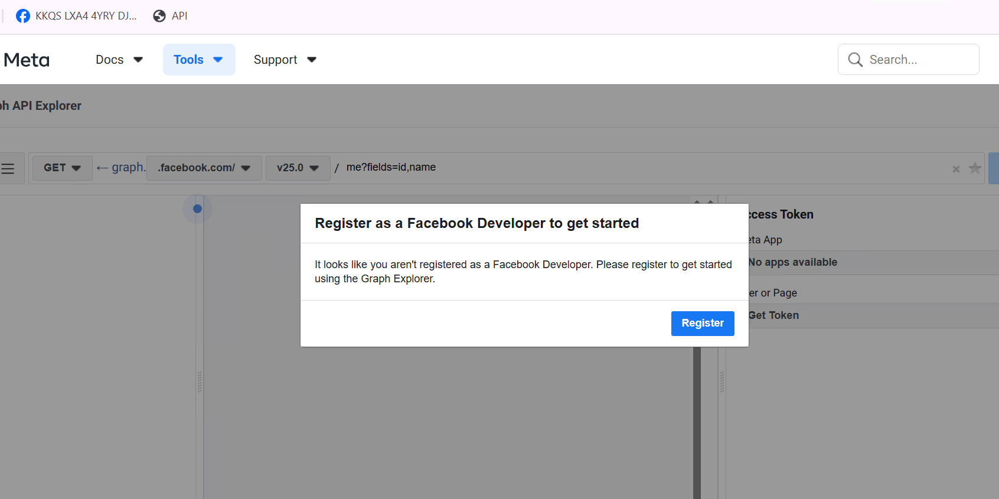 KKQS LXA4 4YRY DJ... API
Meta Docs Tools Support Search...
ph API Explorer
GET ← graph. .facebook.com/ v25.0 / me?fields=id,name
Register as a Facebook Developer to get started
It looks like you aren't registered as a Facebook Developer. Please register to get started
using the Graph Explorer.
Register
ccess Token
eta App
No apps available
er or Page
Get Token